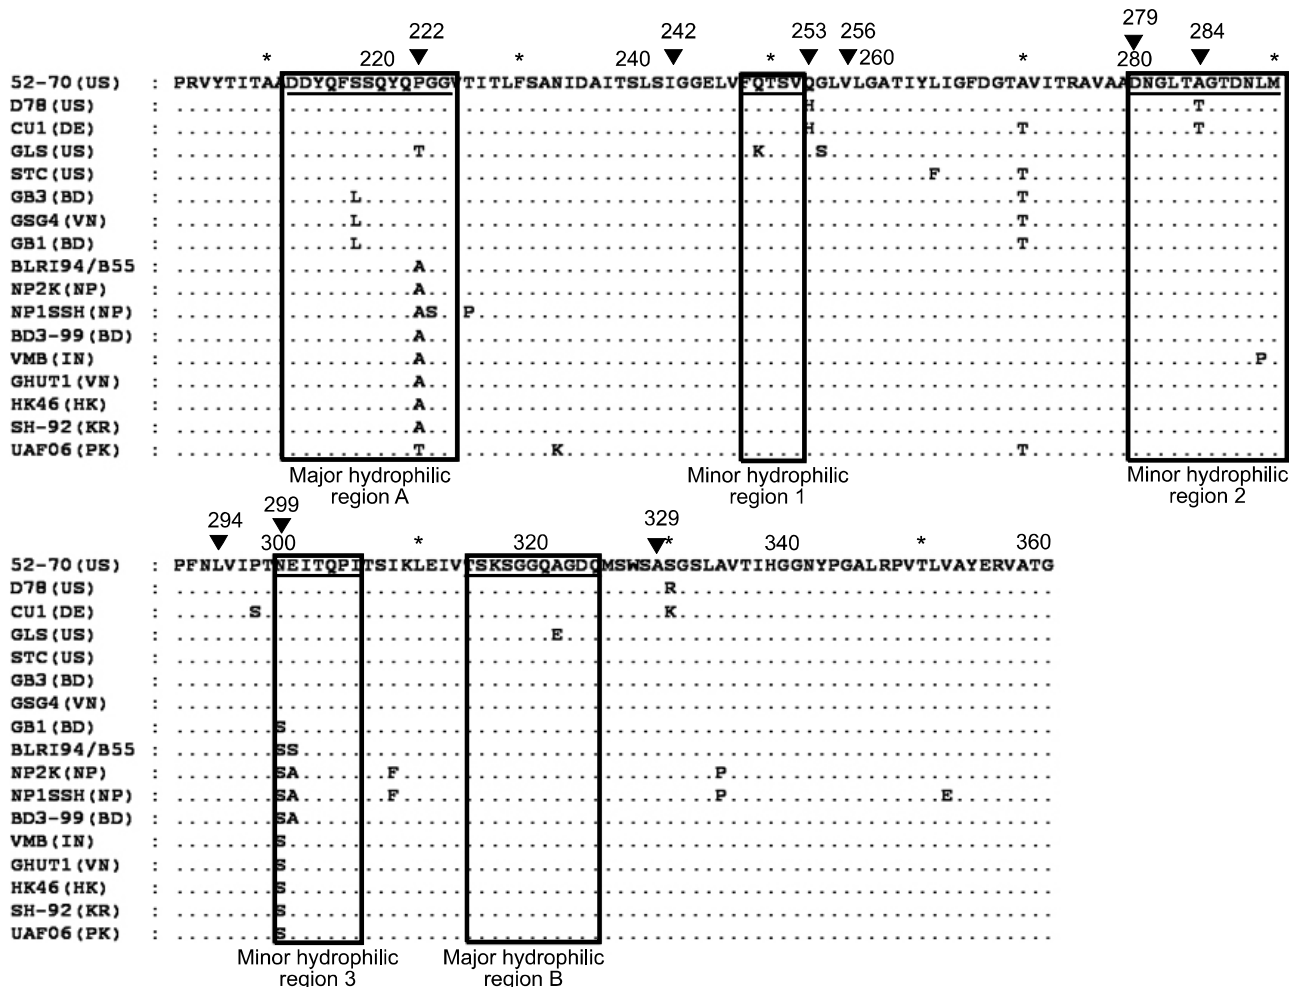 222 242 253 256 279 284
* 220 * 240 * 260 * 280 *
52-70(US) : PRVYTITAADDYQFSSQYQPGGVTITLFSANIDAITSLSIGGELVFQTSVQGLVLGATIYLIGFDGTAVITRAVAADNGLTAGTDNLM
D78(US) : ..................................................H..............................T......
CU1(DE) : ..................................................H................T.............T......
GLS(US) : ...................T..........................K....S....................................
STC(US) : ............................................................F......T....................
GB3(BD) : ..............L....................................................T....................
GSG4(VN) : ..............L....................................................T....................
GB1(BD) : ..............L....................................................T....................
BLRI94/B55 : ...................A....................................................................
NP2K(NP) : ...................A....................................................................
NP1SSH(NP) : ...................AS..P................................................................
BD3-99(BD) : ...................A....................................................................
VMB(IN) : ...................A..................................................................P.
GHUT1(VN) : ...................A....................................................................
HK46(HK) : ...................A....................................................................
SH-92(KR) : ...................A....................................................................
UAF06(PK) : ...................T..........K....................................T....................
Major hydrophilic region A
Minor hydrophilic region 1
Minor hydrophilic region 2
294 299 329
300 * 320 * 340 * 360
52-70(US) : PFNLVIPTNEITQPITSIKLEIVTSKSGGQAGDQMSWSASGSLAVTIHGGNYPGALRPVTLVAYERVATG
D78(US) : .......................................R..............................
CU1(DE) : ......S................................K..............................
GLS(US) : ..............................E.......................................
STC(US) : ......................................................................
GB3(BD) : ......................................................................
GSG4(VN) : ......................................................................
GB1(BD) : ........S.............................................................
BLRI94/B55 : ........SS............................................................
NP2K(NP) : ........SA.......F.........................P..........................
NP1SSH(NP) : ........SA.......F.........................P.................E........
BD3-99(BD) : ........SA............................................................
VMB(IN) : ........S.............................................................
GHUT1(VN) : ........S.............................................................
HK46(HK) : ........S.............................................................
SH-92(KR) : ........S.............................................................
UAF06(PK) : ........S.............................................................
Minor hydrophilic region 3
Major hydrophilic region B